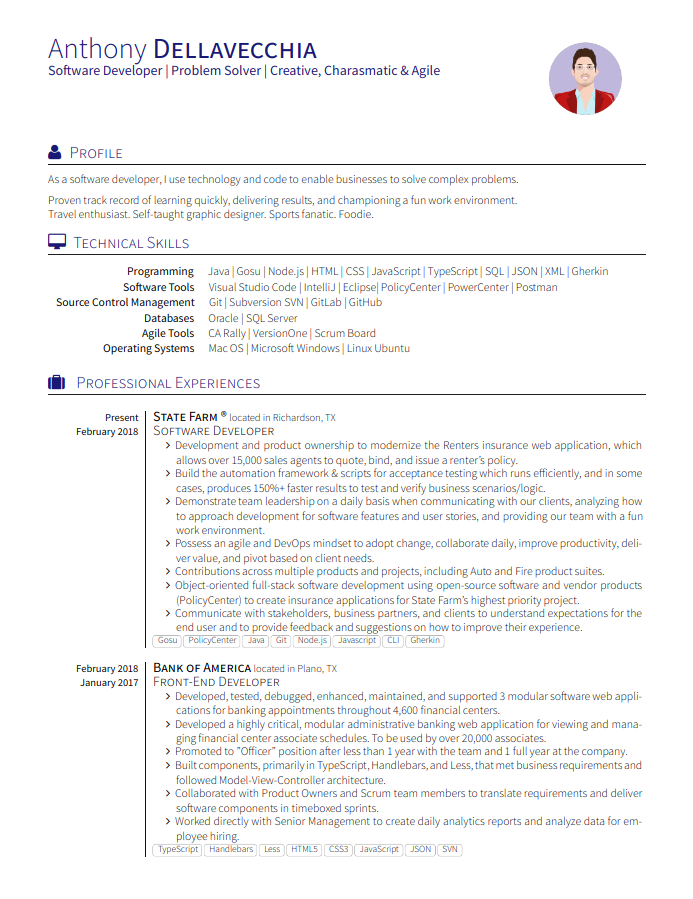 Anthony DELLAVECCHIA
Software Developer | Problem Solver | Creative, Charasmatic & Agile
PROFILE
As a software developer, I use technology and code to enable businesses to solve complex problems.
Proven track record of learning quickly, delivering results, and championing a fun work environment.
Travel enthusiast. Self-taught graphic designer. Sports fanatic. Foodie.
TECHNICAL SKILLS
Programming Java | Gosu | Node.js | HTML | CSS | JavaScript | TypeScript | SQL | JSON | XML | Gherkin
Software Tools Visual Studio Code | IntelliJ | Eclipse| PolicyCenter | PowerCenter | Postman
Source Control Management Git | Subversion SVN | GitLab | GitHub
Databases Oracle | SQL Server
Agile Tools CA Rally | VersionOne | Scrum Board
Operating Systems Mac OS | Microsoft Windows | Linux Ubuntu
PROFESSIONAL EXPERIENCES
Present STATE FARM ® located in Richardson, TX
February 2018 SOFTWARE DEVELOPER
Development and product ownership to modernize the Renters insurance web application, which
allows over 15,000 sales agents to quote, bind, and issue a renter's policy.
Build the automation framework & scripts for acceptance testing which runs efficiently, and in some
cases, produces 150%+ faster results to test and verify business scenarios/logic.
Demonstrate team leadership on a daily basis when communicating with our clients, analyzing how
to approach development for software features and user stories, and providing our team with a fun
work environment.
Possess an agile and DevOps mindset to adopt change, collaborate daily, improve productivity, deli-
ver value, and pivot based on client needs.
Contributions across multiple products and projects, including Auto and Fire product suites.
Object-oriented full-stack software development using open-source software and vendor products
(PolicyCenter) to create insurance applications for State Farm's highest priority project.
Communicate with stakeholders, business partners, and clients to understand expectations for the
end user and to provide feedback and suggestions on how to improve their experience.
Gosu PolicyCenter Java Git Node.js Javascript CLI Gherkin
February 2018 BANK OF AMERICA located in Plano, TX
January 2017 FRONT-END DEVELOPER
Developed, tested, debugged, enhanced, maintained, and supported 3 modular software web appli-
cations for banking appointments throughout 4,600 financial centers.
Developed a highly critical, modular administrative banking web application for viewing and mana-
ging financial center associate schedules. To be used by over 20,000 associates.
Promoted to "Officer" position after less than 1 year with the team and 1 full year at the company.
Built components, primarily in TypeScript, Handlebars, and Less, that met business requirements and
followed Model-View-Controller architecture.
Collaborated with Product Owners and Scrum team members to translate requirements and deliver
software components in timeboxed sprints.
Worked directly with Senior Management to create daily analytics reports and analyze data for em-
ployee hiring.
TypeScript Handlebars Less HTML5 CSS3 JavaScript JSON SVN